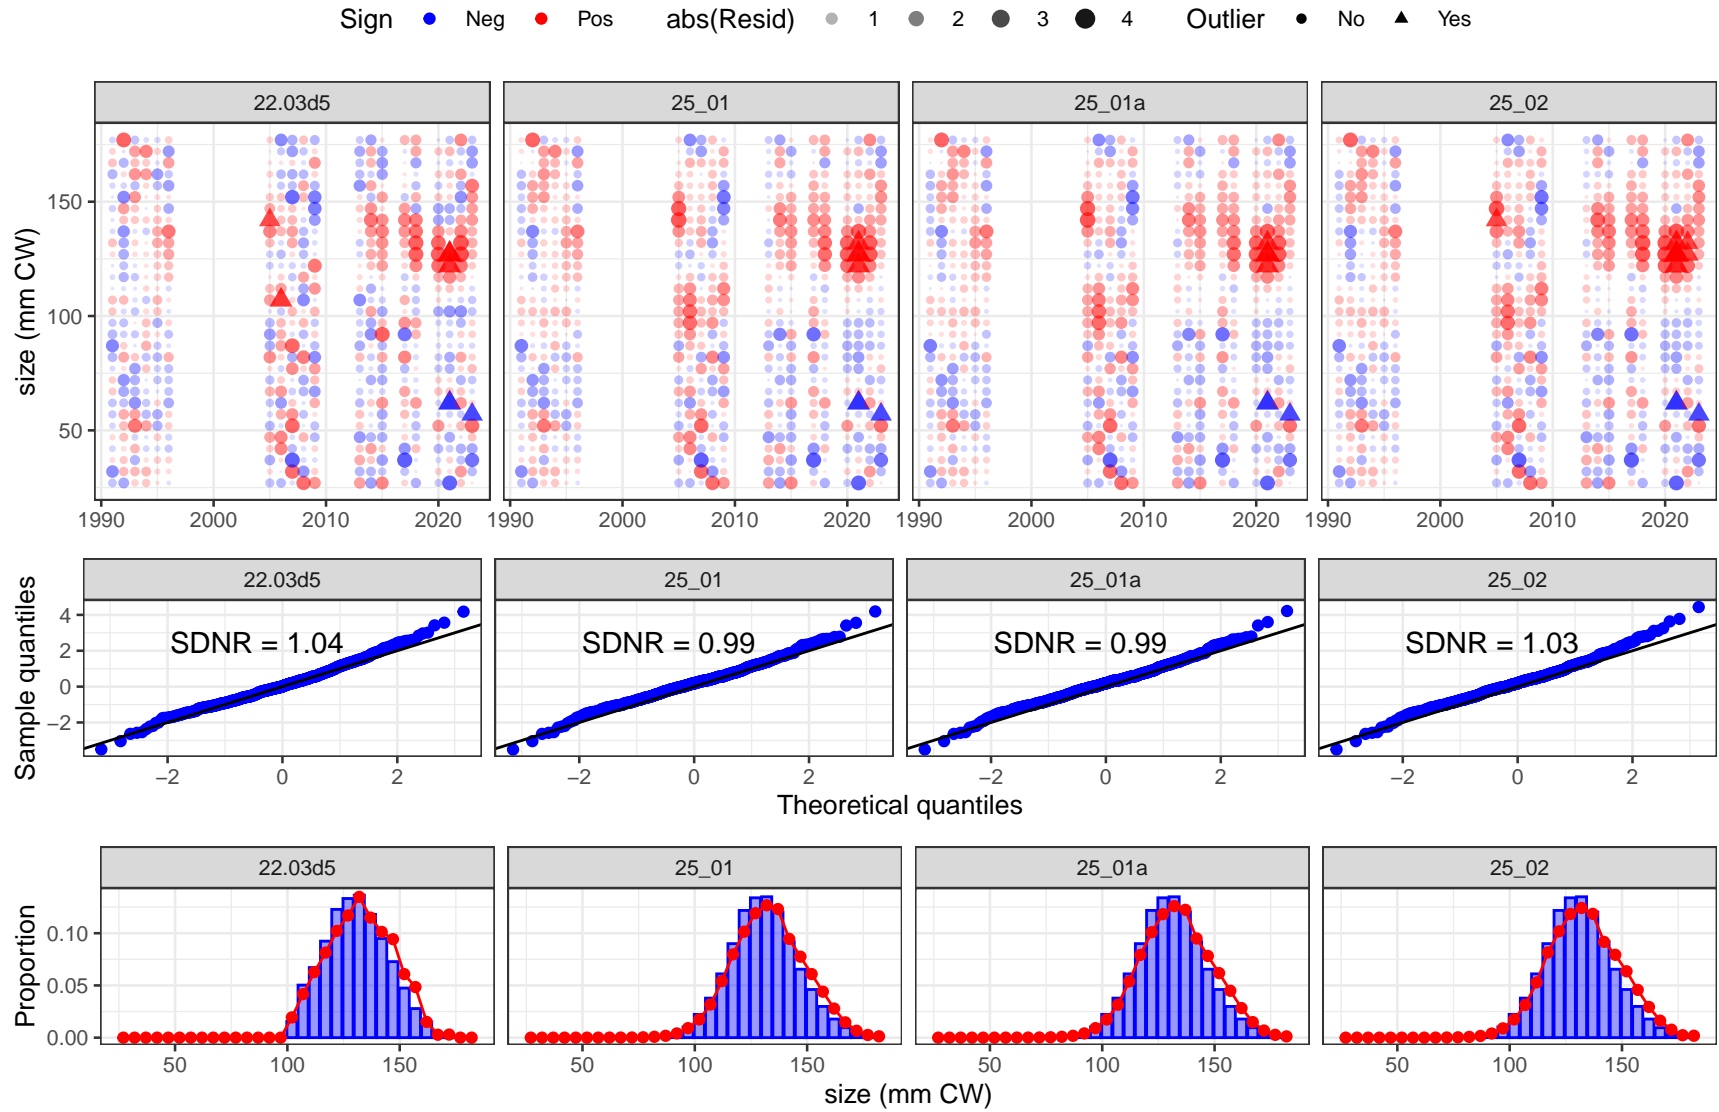 Sign Neg Pos abs(Resid) 1 2 3 4 Outlier No Yes
22.03d5 25_01 25_01a 25_02
size (mm CW)
150
100
50
1990 2000 2010 2020 1990 2000 2010 2020 1990 2000 2010 2020 1990 2000 2010 2020
22.03d5 25_01 25_01a 25_02
Sample quantiles
4
2
0
−2
SDNR = 1.04 SDNR = 0.99 SDNR = 0.99 SDNR = 1.03
−2 0 2 −2 0 2 −2 0 2 −2 0 2
Theoretical quantiles
22.03d5 25_01 25_01a 25_02
Proportion
0.10
0.05
0.00
50 100 150 50 100 150 50 100 150 50 100 150
size (mm CW)